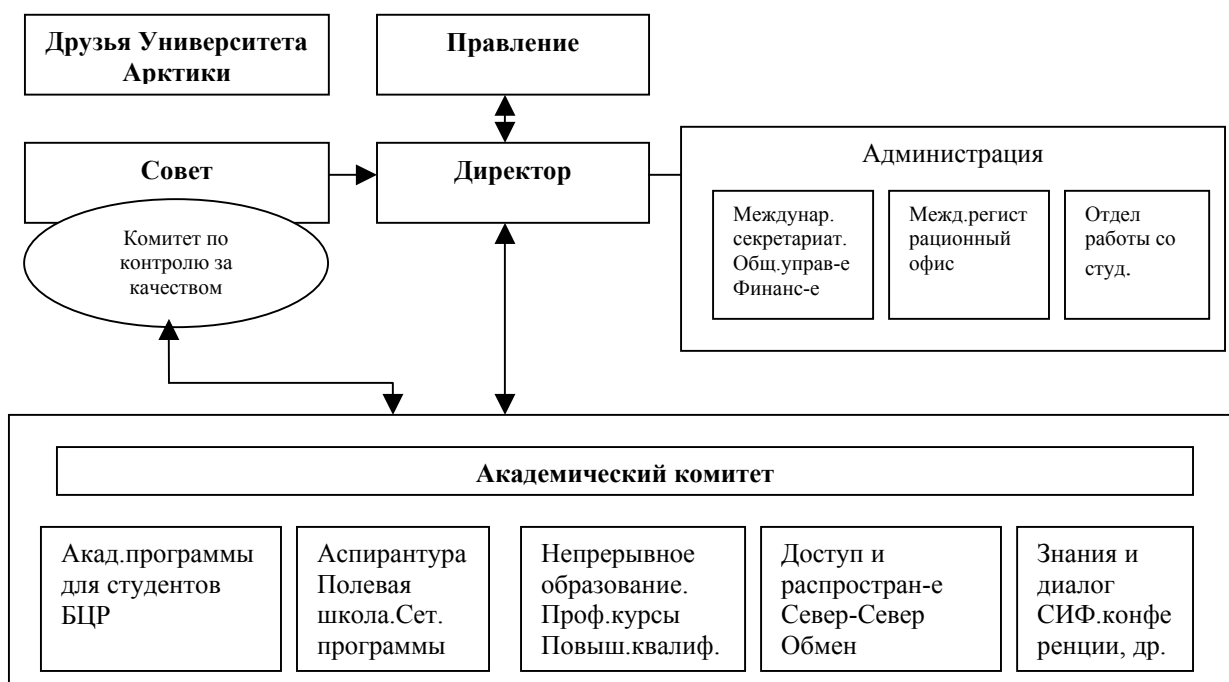 Друзья Университета
Арктики
Правление
Совет
Директор
Администрация
Комитет по
контролю за
качеством
Междунар.
секретариат.
Общ.управ-е
Финанс-е
Межд.регист
рационный
офис
Отдел
работы со
студ.
Академический комитет
Акад.программы
для студентов
БЦР
Аспирантура
Полевая
школа.Сет.
программы
Непрерывное
образование.
Проф.курсы
Повыш.квалиф.
Доступ и
распростран-е
Север-Север
Обмен
Знания и
диалог
СИФ.конфе
ренции, др.